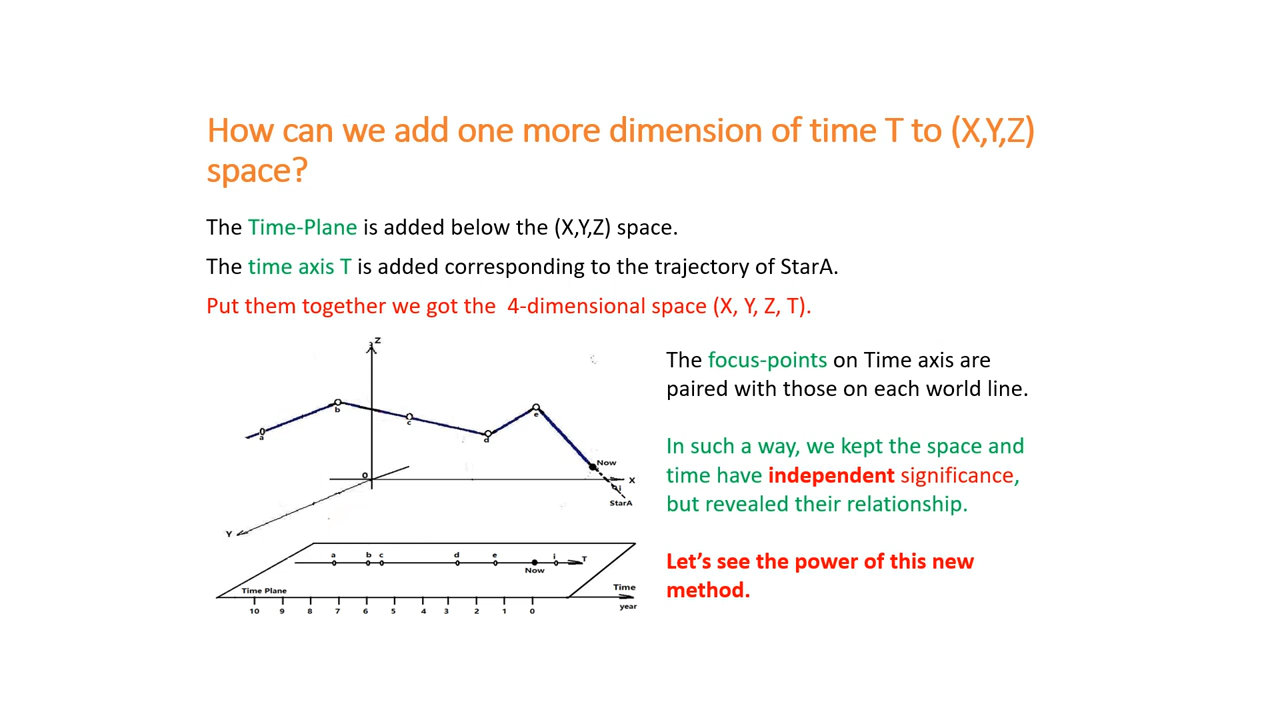 How can we add one more dimension of time T to (X,Y,Z)
space?
The Time-Plane is added below the (X,Y,Z) space.
The time axis T is added corresponding to the trajectory of StarA.
Put them together we got the 4-dimensional space (X, Y, Z, T).
The focus-points on Time axis are
paired with those on each world line.
In such a way, we kept the space and
time have independent significance,
but revealed their relationship.
Let's see the power of this new
method.
Z
a
b
c
d
e
Now
0
X
i
StarA
Y
a b c d e i T
Now
Time Plane
Time
10 9 8 7 6 5 4 3 2 1 0
year